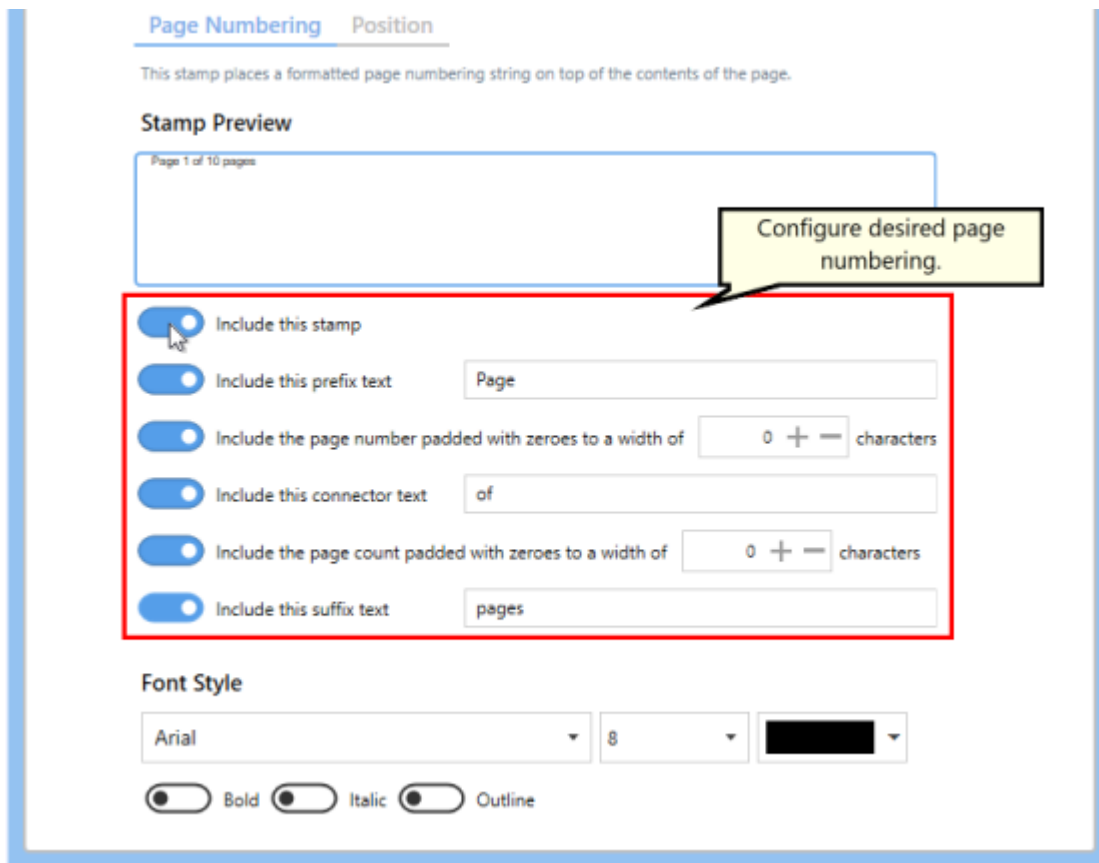 Page Numbering Position
This stamp places a formatted page numbering string on top of the contents of the page.
Stamp Preview
Page 1 of 10 pages
Configure desired page
numbering.
Include this stamp
Include this prefix text Page
Include the page number padded with zeroes to a width of 0 characters
Include this connector text of
Include the page count padded with zeroes to a width of 0 characters
Include this suffix text pages
Font Style
Arial 8
Bold Italic Outline